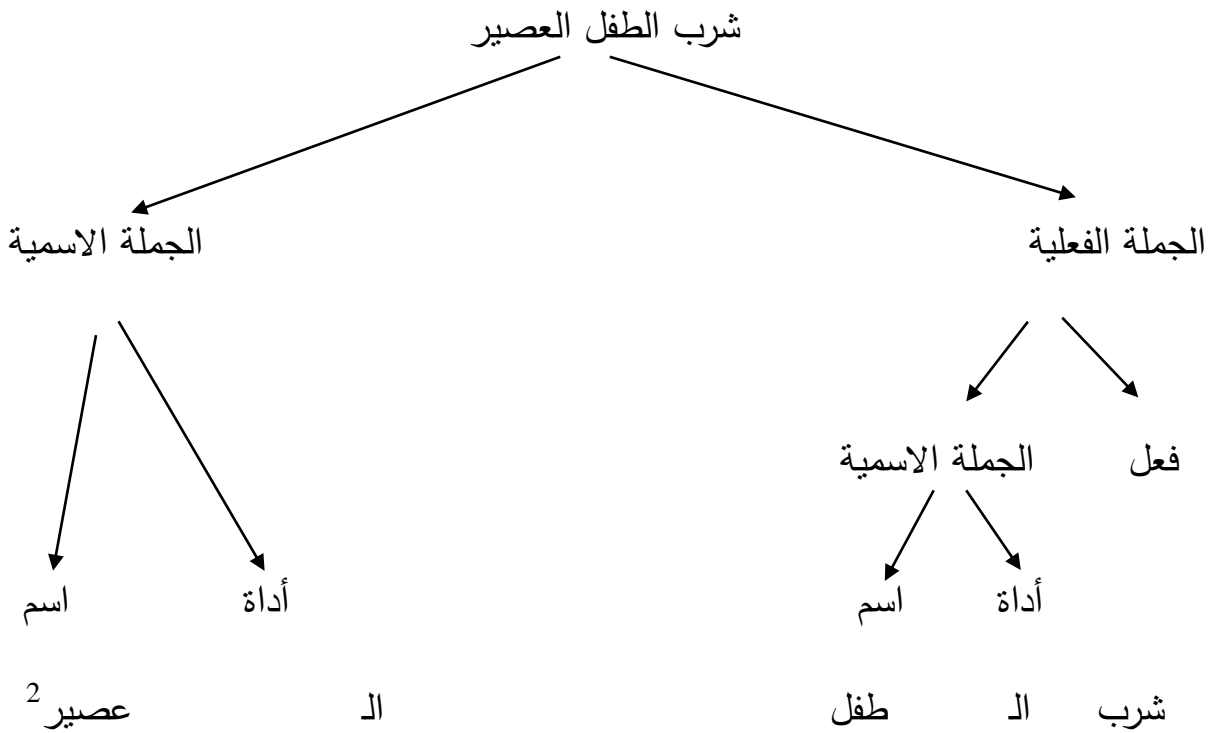 شرب الطفل العصير
الجملة الفعلية الجملة الاسمية
فعل الجملة الاسمية
أداة اسم أداة اسم
شرب الـ طفل الـ عصير2